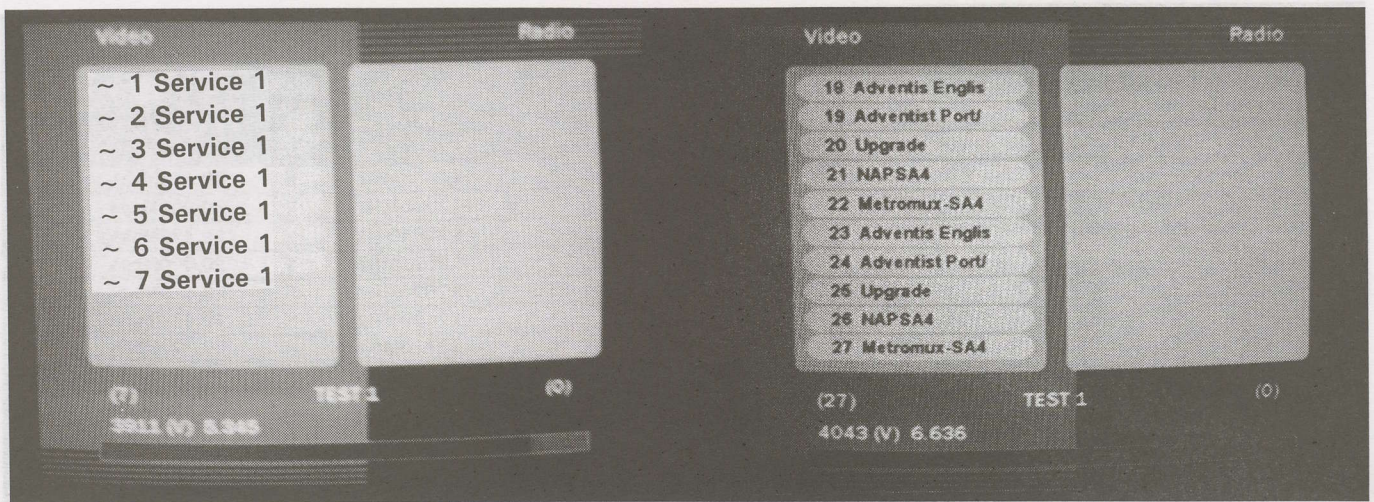 Video Radio
~ 1 Service 1
~ 2 Service 1
~ 3 Service 1
~ 4 Service 1
~ 5 Service 1
~ 6 Service 1
~ 7 Service 1
(7) TEST 1 (0)
3911 (V) 5.345
Video Radio
18 Adventis Englis
19 Adventist Port/
20 Upgrade
21 NAPSA4
22 Metromux-SA4
23 Adventis Englis
24 Adventist Port/
25 Upgrade
26 NAPSA4
27 Metromux-SA4
(27) TEST 1 (0)
4043 (V) 6.636